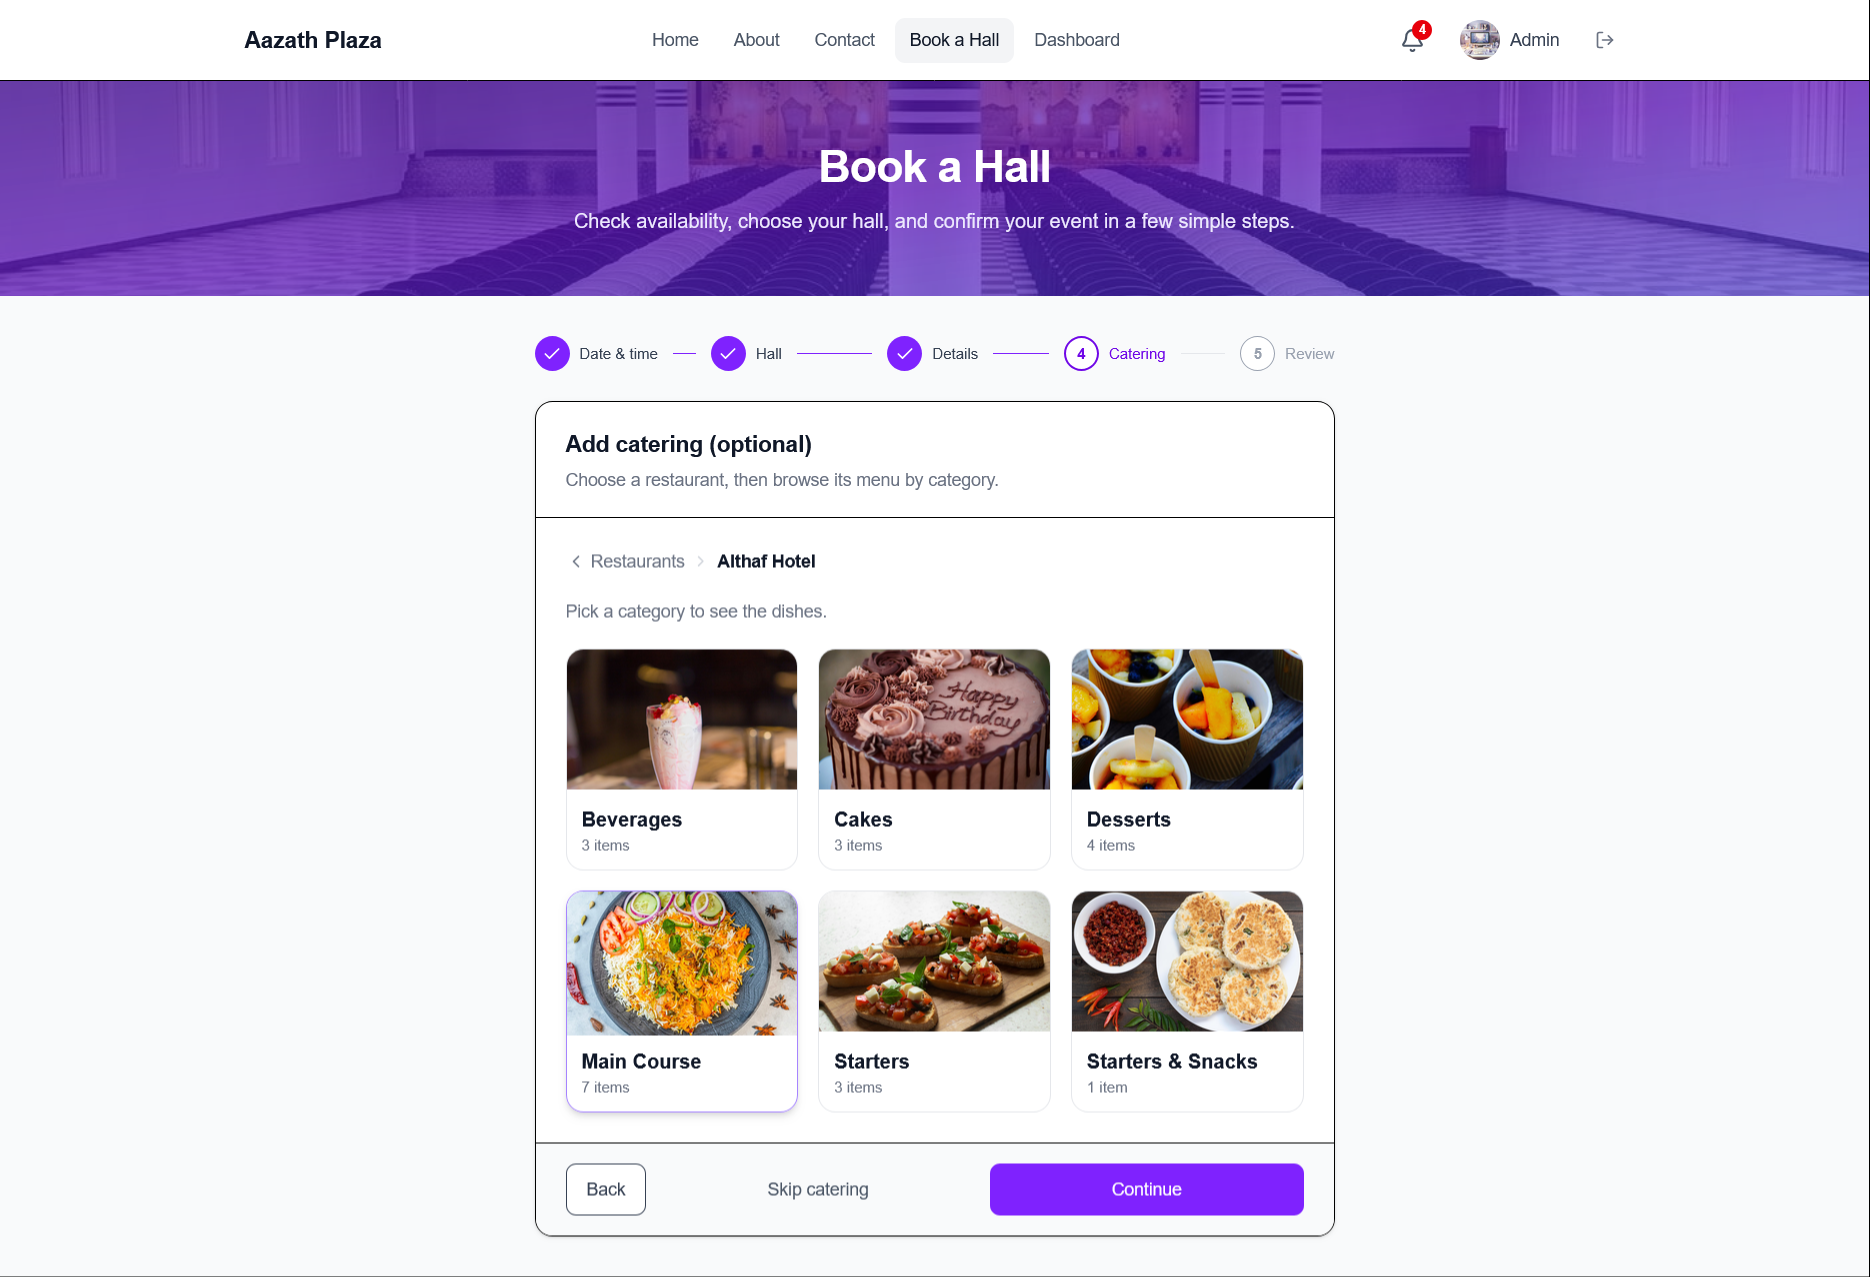 Aazath Plaza
Home
About
Contact
Book a Hall
Dashboard
4
Admin
Book a Hall
Check availability, choose your hall, and confirm your event in a few simple steps.
Date & time
Hall
Details
4
Catering
5
Review
Add catering (optional)
Choose a restaurant, then browse its menu by category.
Restaurants
Althaf Hotel
Pick a category to see the dishes.
Happy
Birthday
Beverages
3 items
Cakes
3 items
Desserts
4 items
Main Course
7 items
Starters
3 items
Starters & Snacks
1 item
Back
Skip catering
Continue